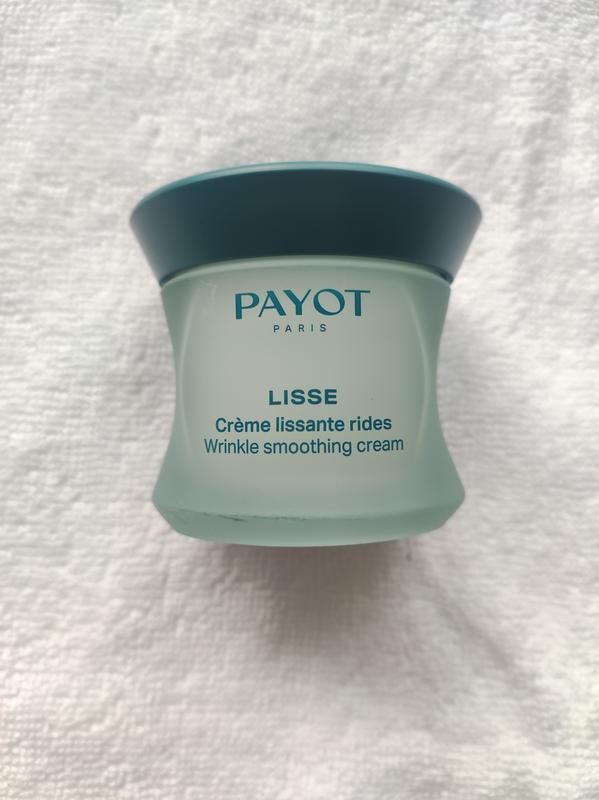 PAYOT
PARIS
LISSE
Crème lissante rides
Wrinkle smoothing cream